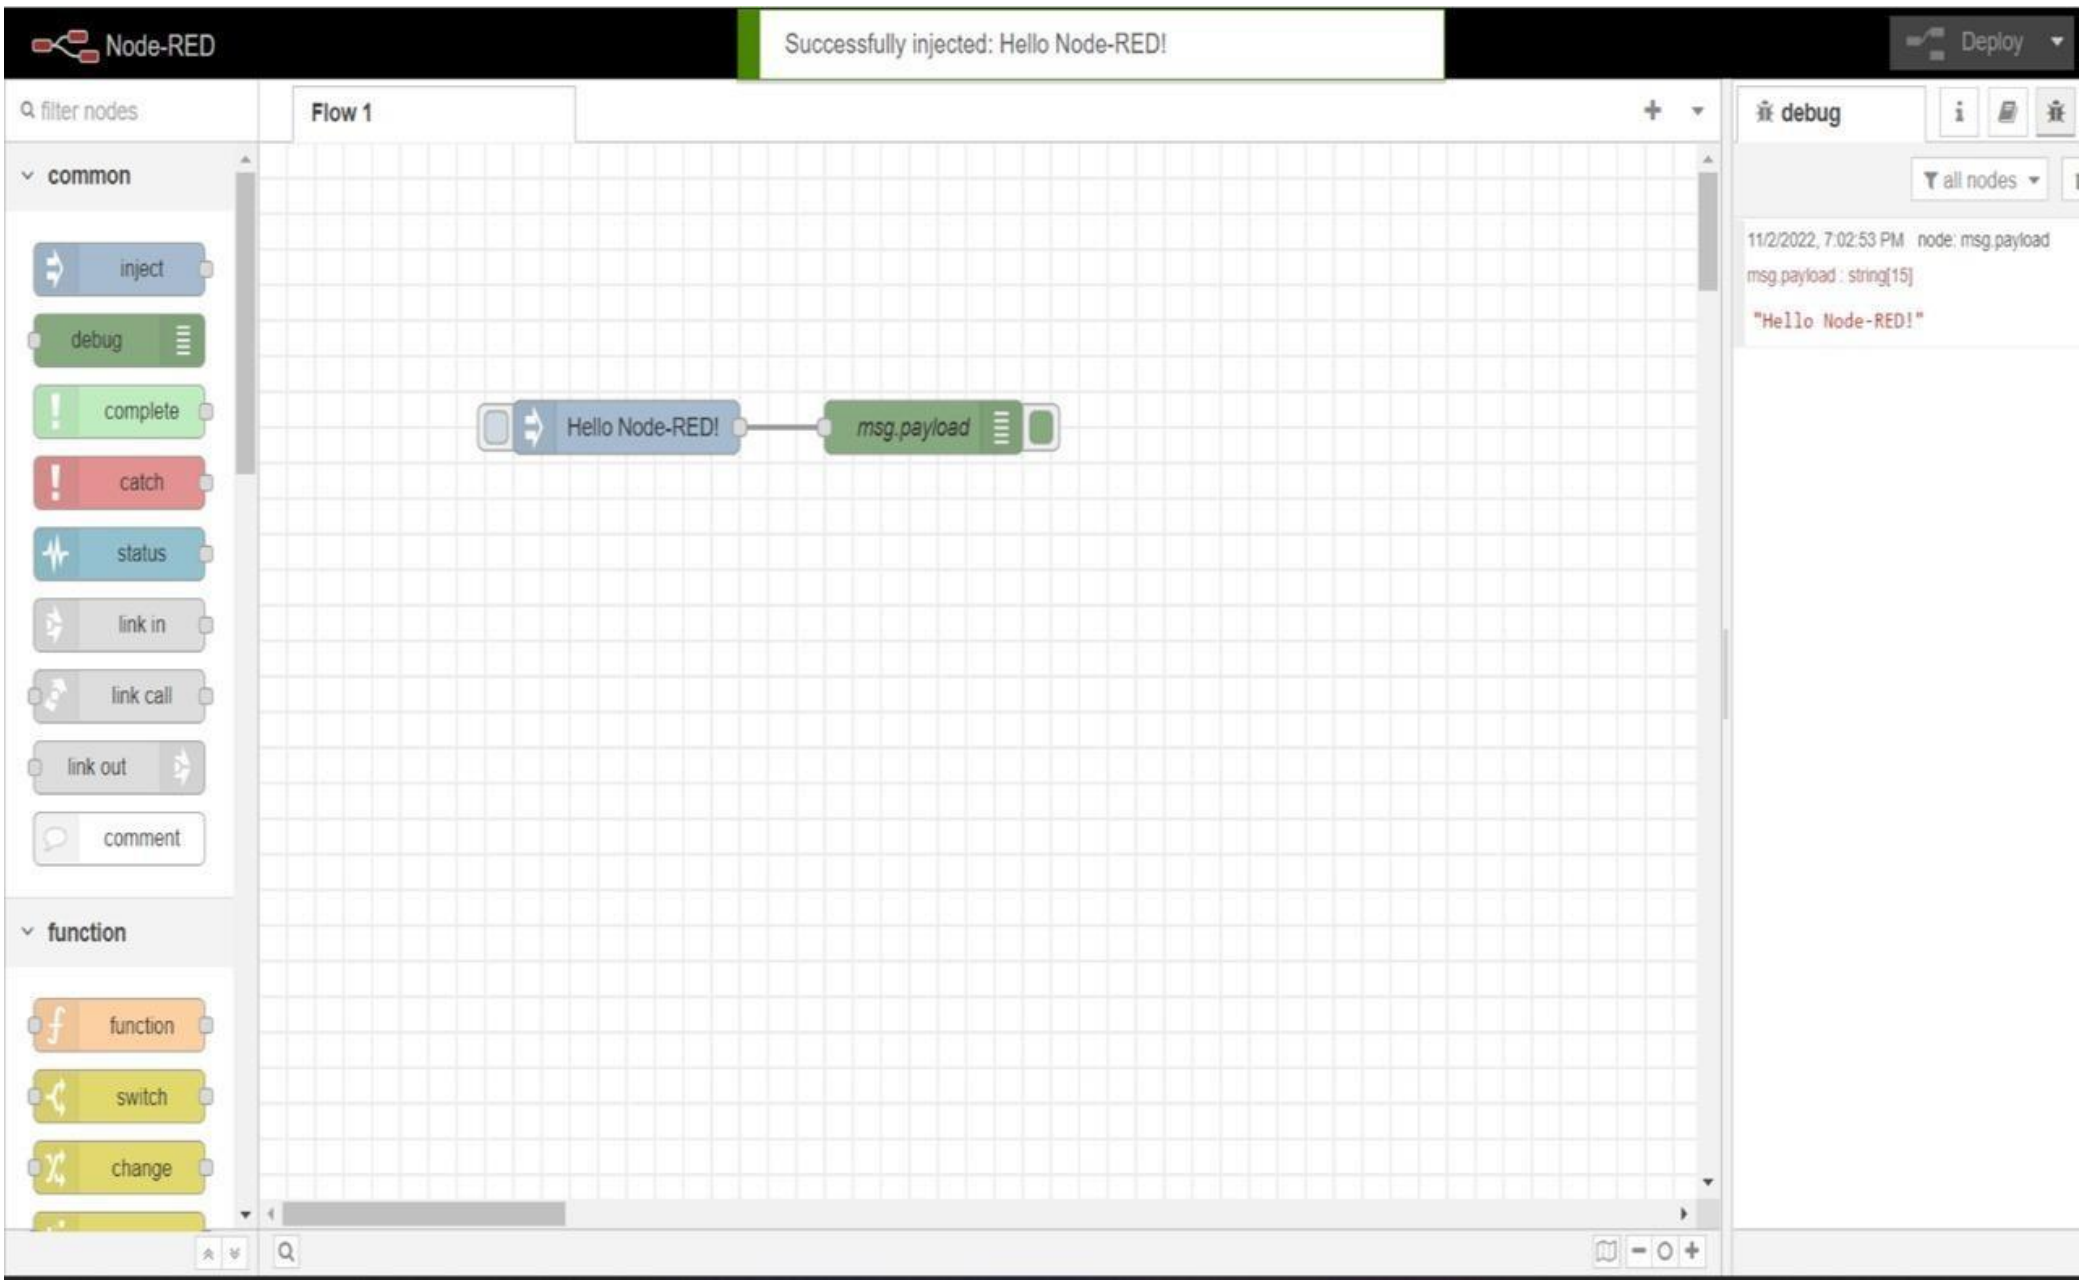 Node-RED
Successfully injected: Hello Node-RED!
Deploy
filter nodes
Flow 1
debug
i
common
all nodes
inject
debug
complete
catch
status
link in
link call
link out
comment
function
function
switch
change
Hello Node-RED!
msg.payload
11/2/2022, 7:02:53 PM node: msg.payload
msg.payload : string[15]
"Hello Node-RED!"